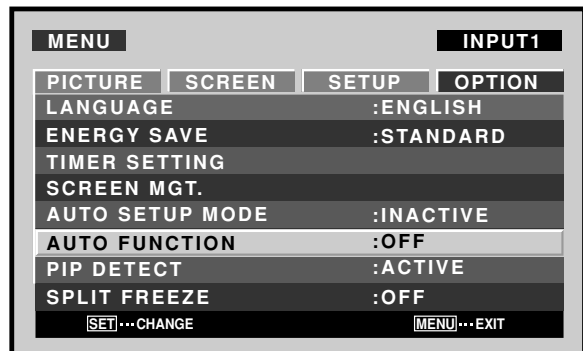 MENU INPUT1
PICTURE SCREEN SETUP OPTION
LANGUAGE :ENGLISH
ENERGY SAVE :STANDARD
TIMER SETTING
SCREEN MGT.
AUTO SETUP MODE :INACTIVE
AUTO FUNCTION :OFF
PIP DETECT :ACTIVE
SPLIT FREEZE :OFF
SET···CHANGE MENU···EXIT